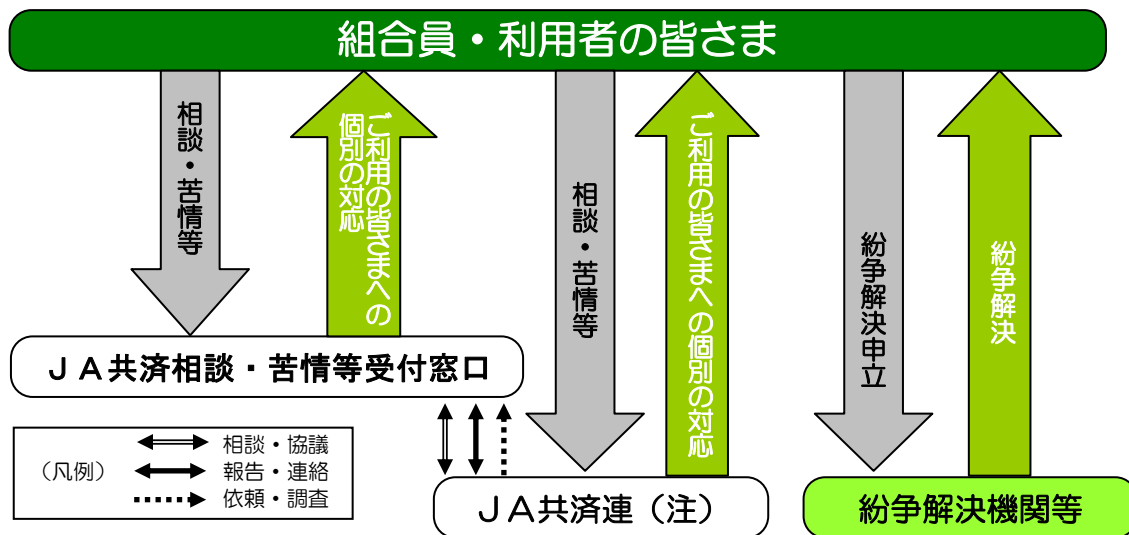 組合員・利用者の皆さま
相談・苦情等
ご利用の皆さまへの
個別の対応
相談・苦情等
ご利用の皆さまへの個別の対応
紛争解決申立
紛争解決
ＪＡ共済相談・苦情等受付窓口
（凡例）
相談・協議
報告・連絡
依頼・調査
ＪＡ共済連（注）
紛争解決機関等